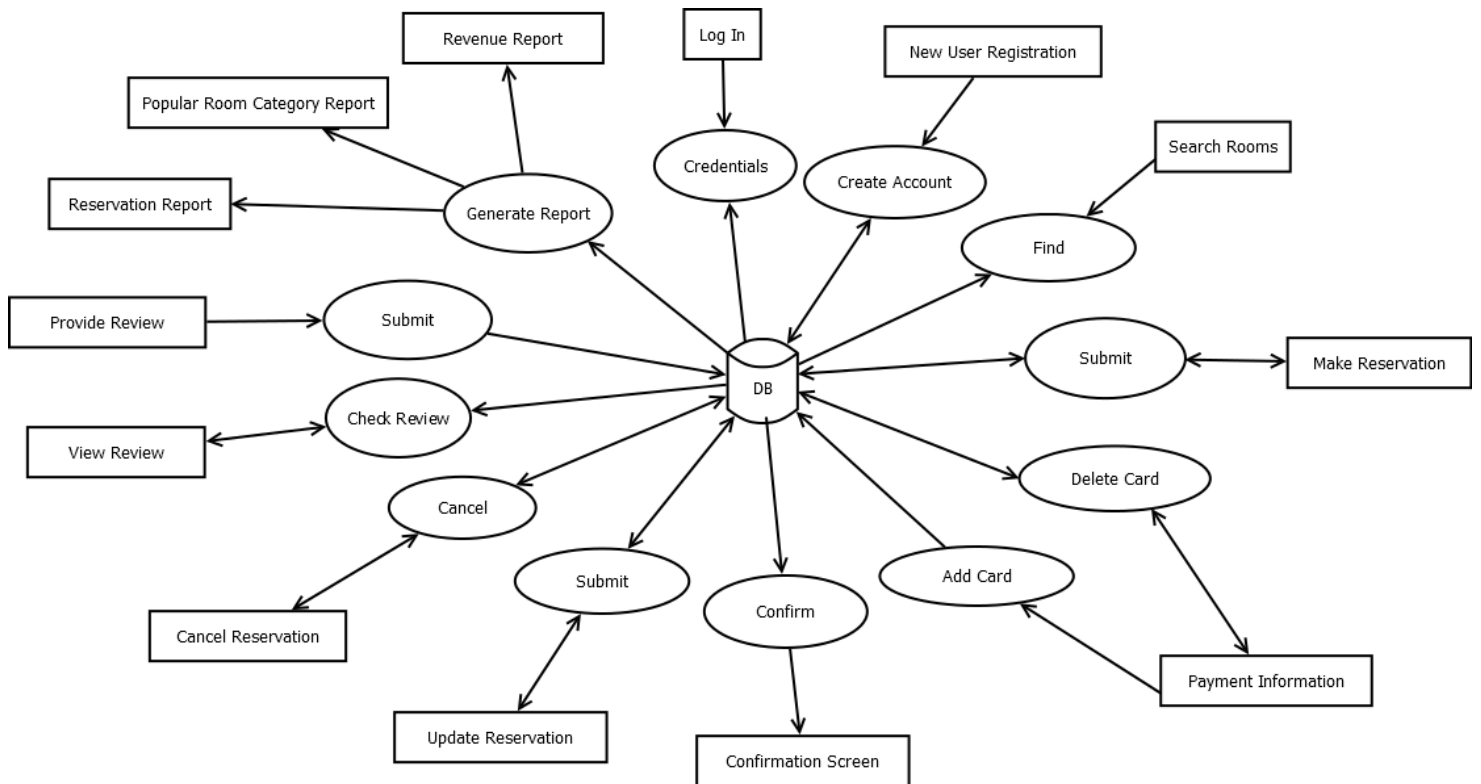 Revenue Report
Log In
New User Registration
Popular Room Category Report
Search Rooms
Credentials
Create Account
Reservation Report
Generate Report
Find
Provide Review
Submit
Submit
Make Reservation
DB
Check Review
View Review
Delete Card
Cancel
Submit
Add Card
Confirm
Cancel Reservation
Payment Information
Update Reservation
Confirmation Screen